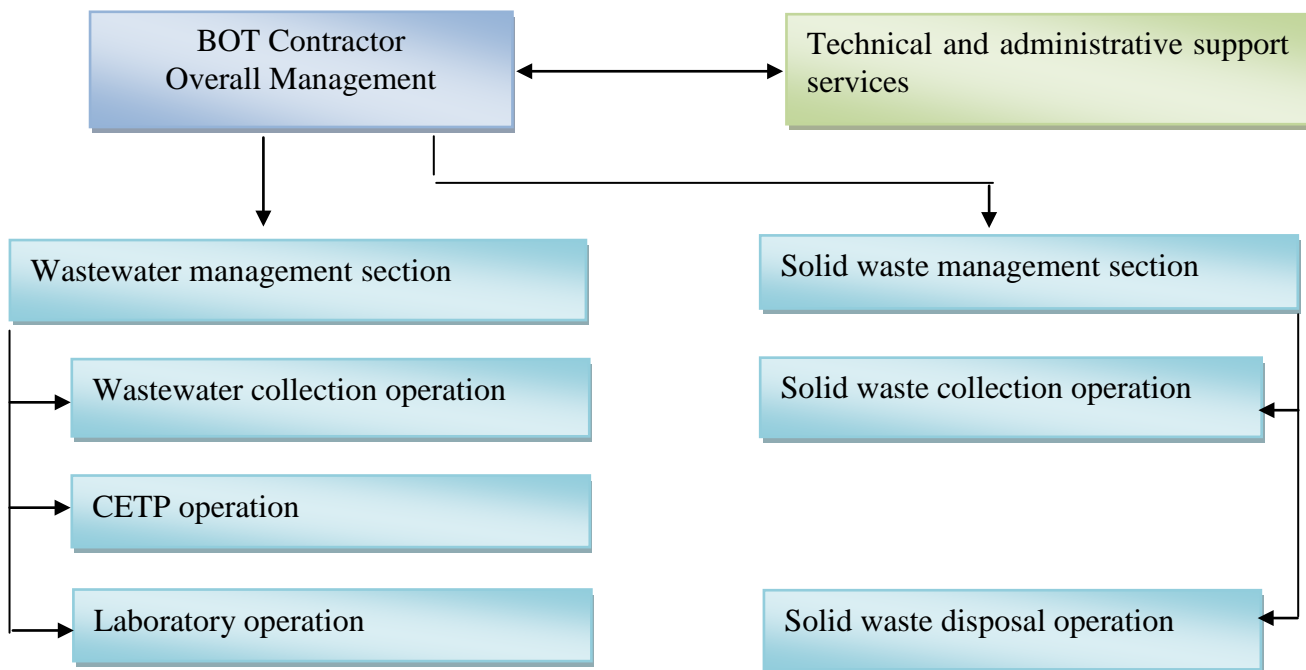 BOT Contractor
Overall Management
Technical and administrative support
services
Wastewater management section
Solid waste management section
Wastewater collection operation
Solid waste collection operation
CETP operation
Laboratory operation
Solid waste disposal operation